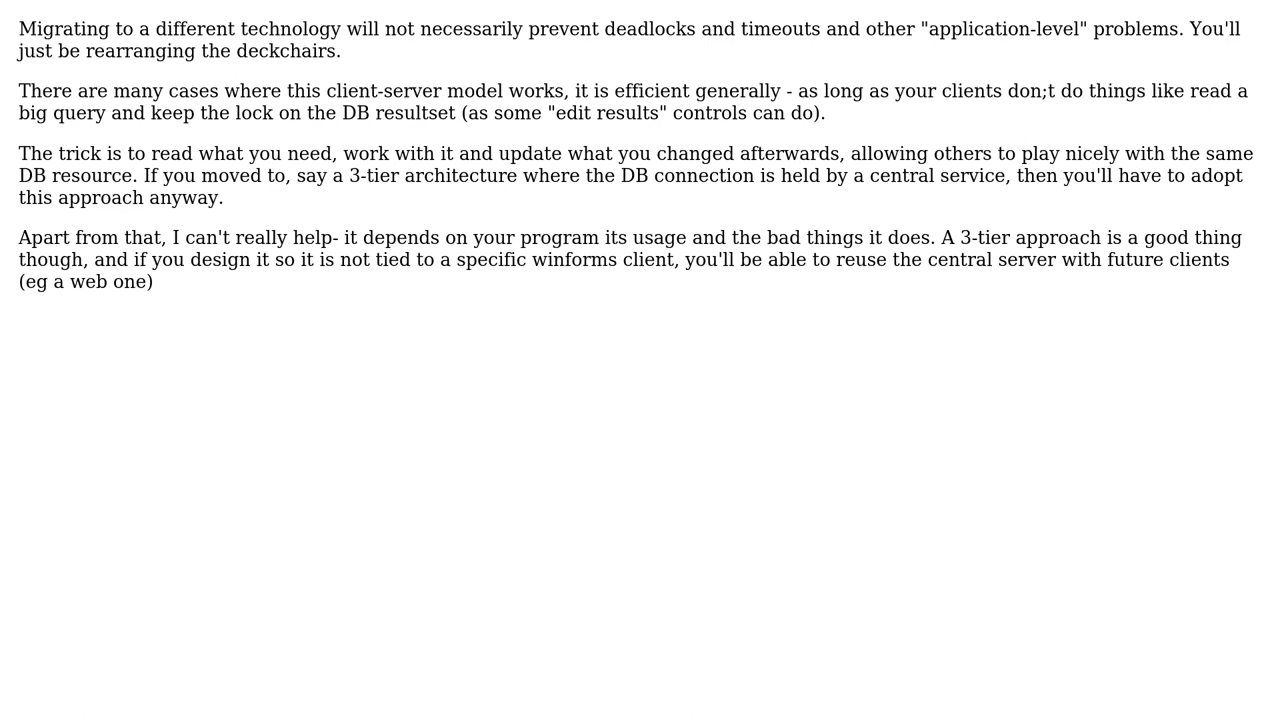 Migrating to a different technology will not necessarily prevent deadlocks and timeouts and other "application-level" problems. You'll
just be rearranging the deckchairs.
There are many cases where this client-server model works, it is efficient generally - as long as your clients don;t do things like read a
big query and keep the lock on the DB resultset (as some "edit results" controls can do).
The trick is to read what you need, work with it and update what you changed afterwards, allowing others to play nicely with the same
DB resource. If you moved to, say a 3-tier architecture where the DB connection is held by a central service, then you'll have to adopt
this approach anyway.
Apart from that, I can't really help- it depends on your program its usage and the bad things it does. A 3-tier approach is a good thing
though, and if you design it so it is not tied to a specific winforms client, you'll be able to reuse the central server with future clients
(eg a web one)